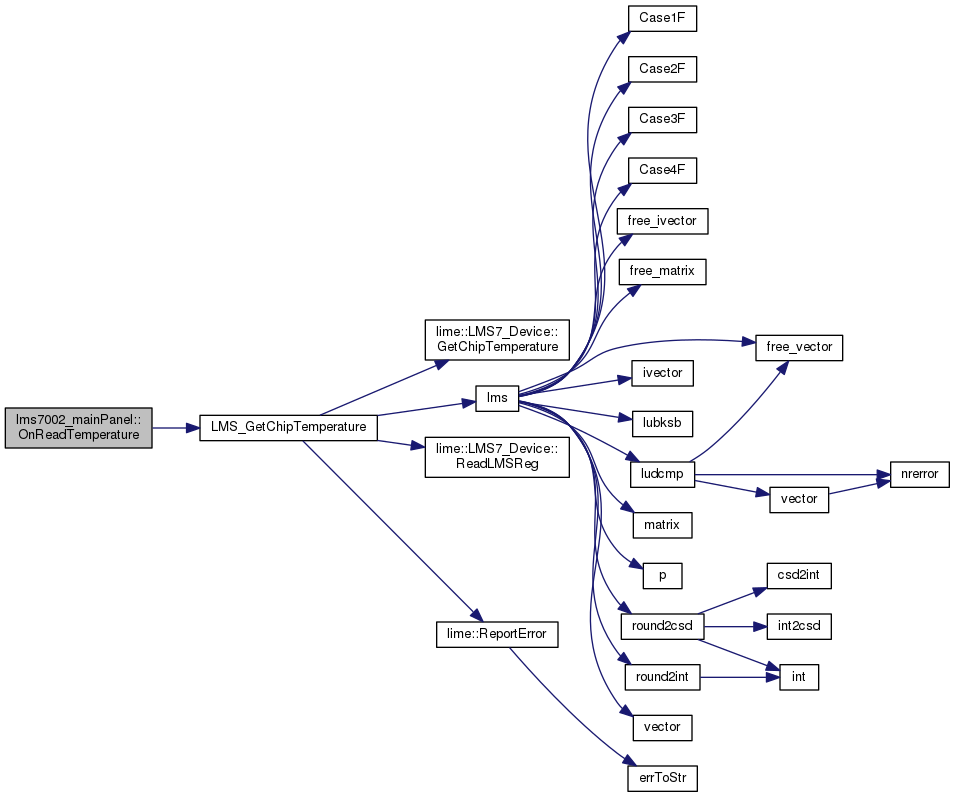 lms7002_mainPanel::
OnReadTemperature
LMS_GetChipTemperature
lime::LMS7_Device::
GetChipTemperature
lms
lime::LMS7_Device::
ReadLMSReg
lime::ReportError
Case1F
Case2F
Case3F
Case4F
free_ivector
free_matrix
ivector
lubksb
ludcmp
matrix
p
round2csd
round2int
vector
errToStr
free_vector
vector
csd2int
int2csd
int
nrerror